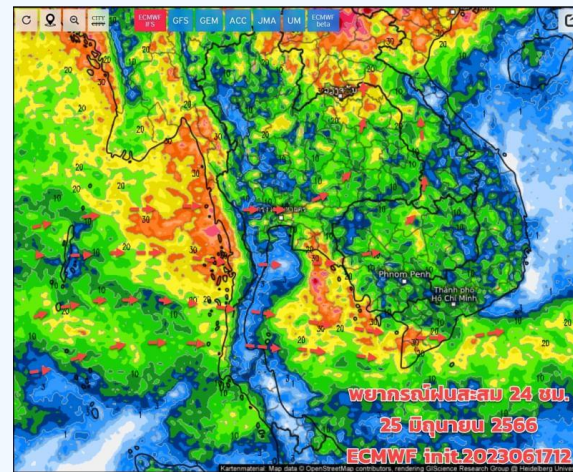 CITY
ECMWF IFS
GFS
GEM
ACC
JMA
UM
ECMWF beta
Phnom Penh
Thành phố
Hồ Chí Minh
พยากรณ์ฝนสะสม 24 ชม.
25 มิถุนายน 2566
ECMWF init.2023061712
Kartenmaterial: Map data © OpenStreetMap contributors, rendering GIScience Research Group @ Heidelberg Univer